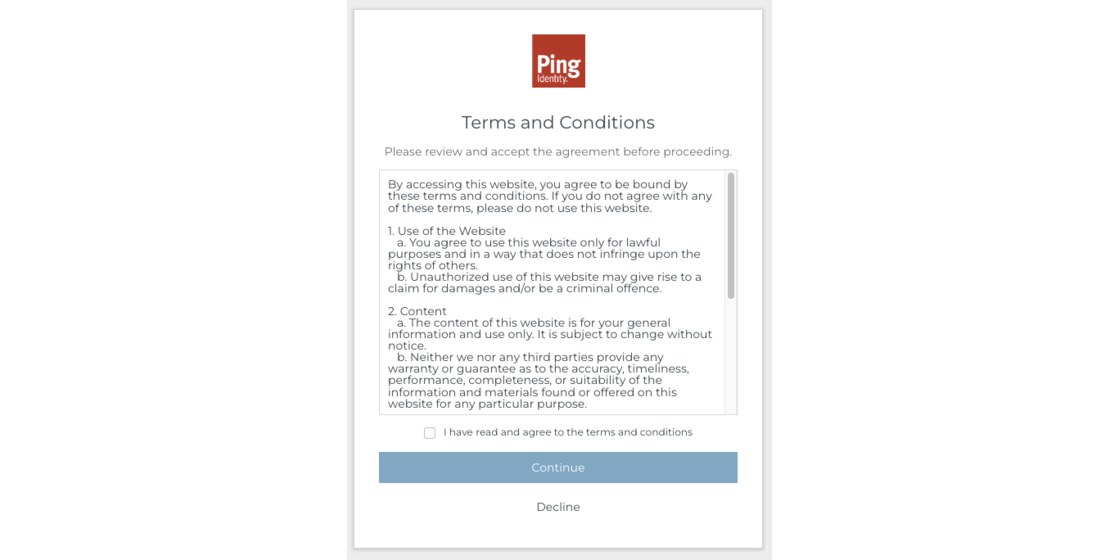 Ping
Identity.
Terms and Conditions
Please review and accept the agreement before proceeding.
By accessing this website, you agree to be bound by
these terms and conditions. If you do not agree with any
of these terms, please do not use this website.
1. Use of the Website
a. You agree to use this website only for lawful
purposes and in a way that does not infringe upon the
rights of others.
b. Unauthorized use of this website may give rise to a
claim for damages and/or be a criminal offence.
2. Content
a. The content of this website is for your general
information and use only. It is subject to change without
notice.
b. Neither we nor any third parties provide any
warranty or guarantee as to the accuracy, timeliness,
performance, completeness, or suitability of the
information and materials found or offered on this
website for any particular purpose.
I have read and agree to the terms and conditions
Continue
Decline